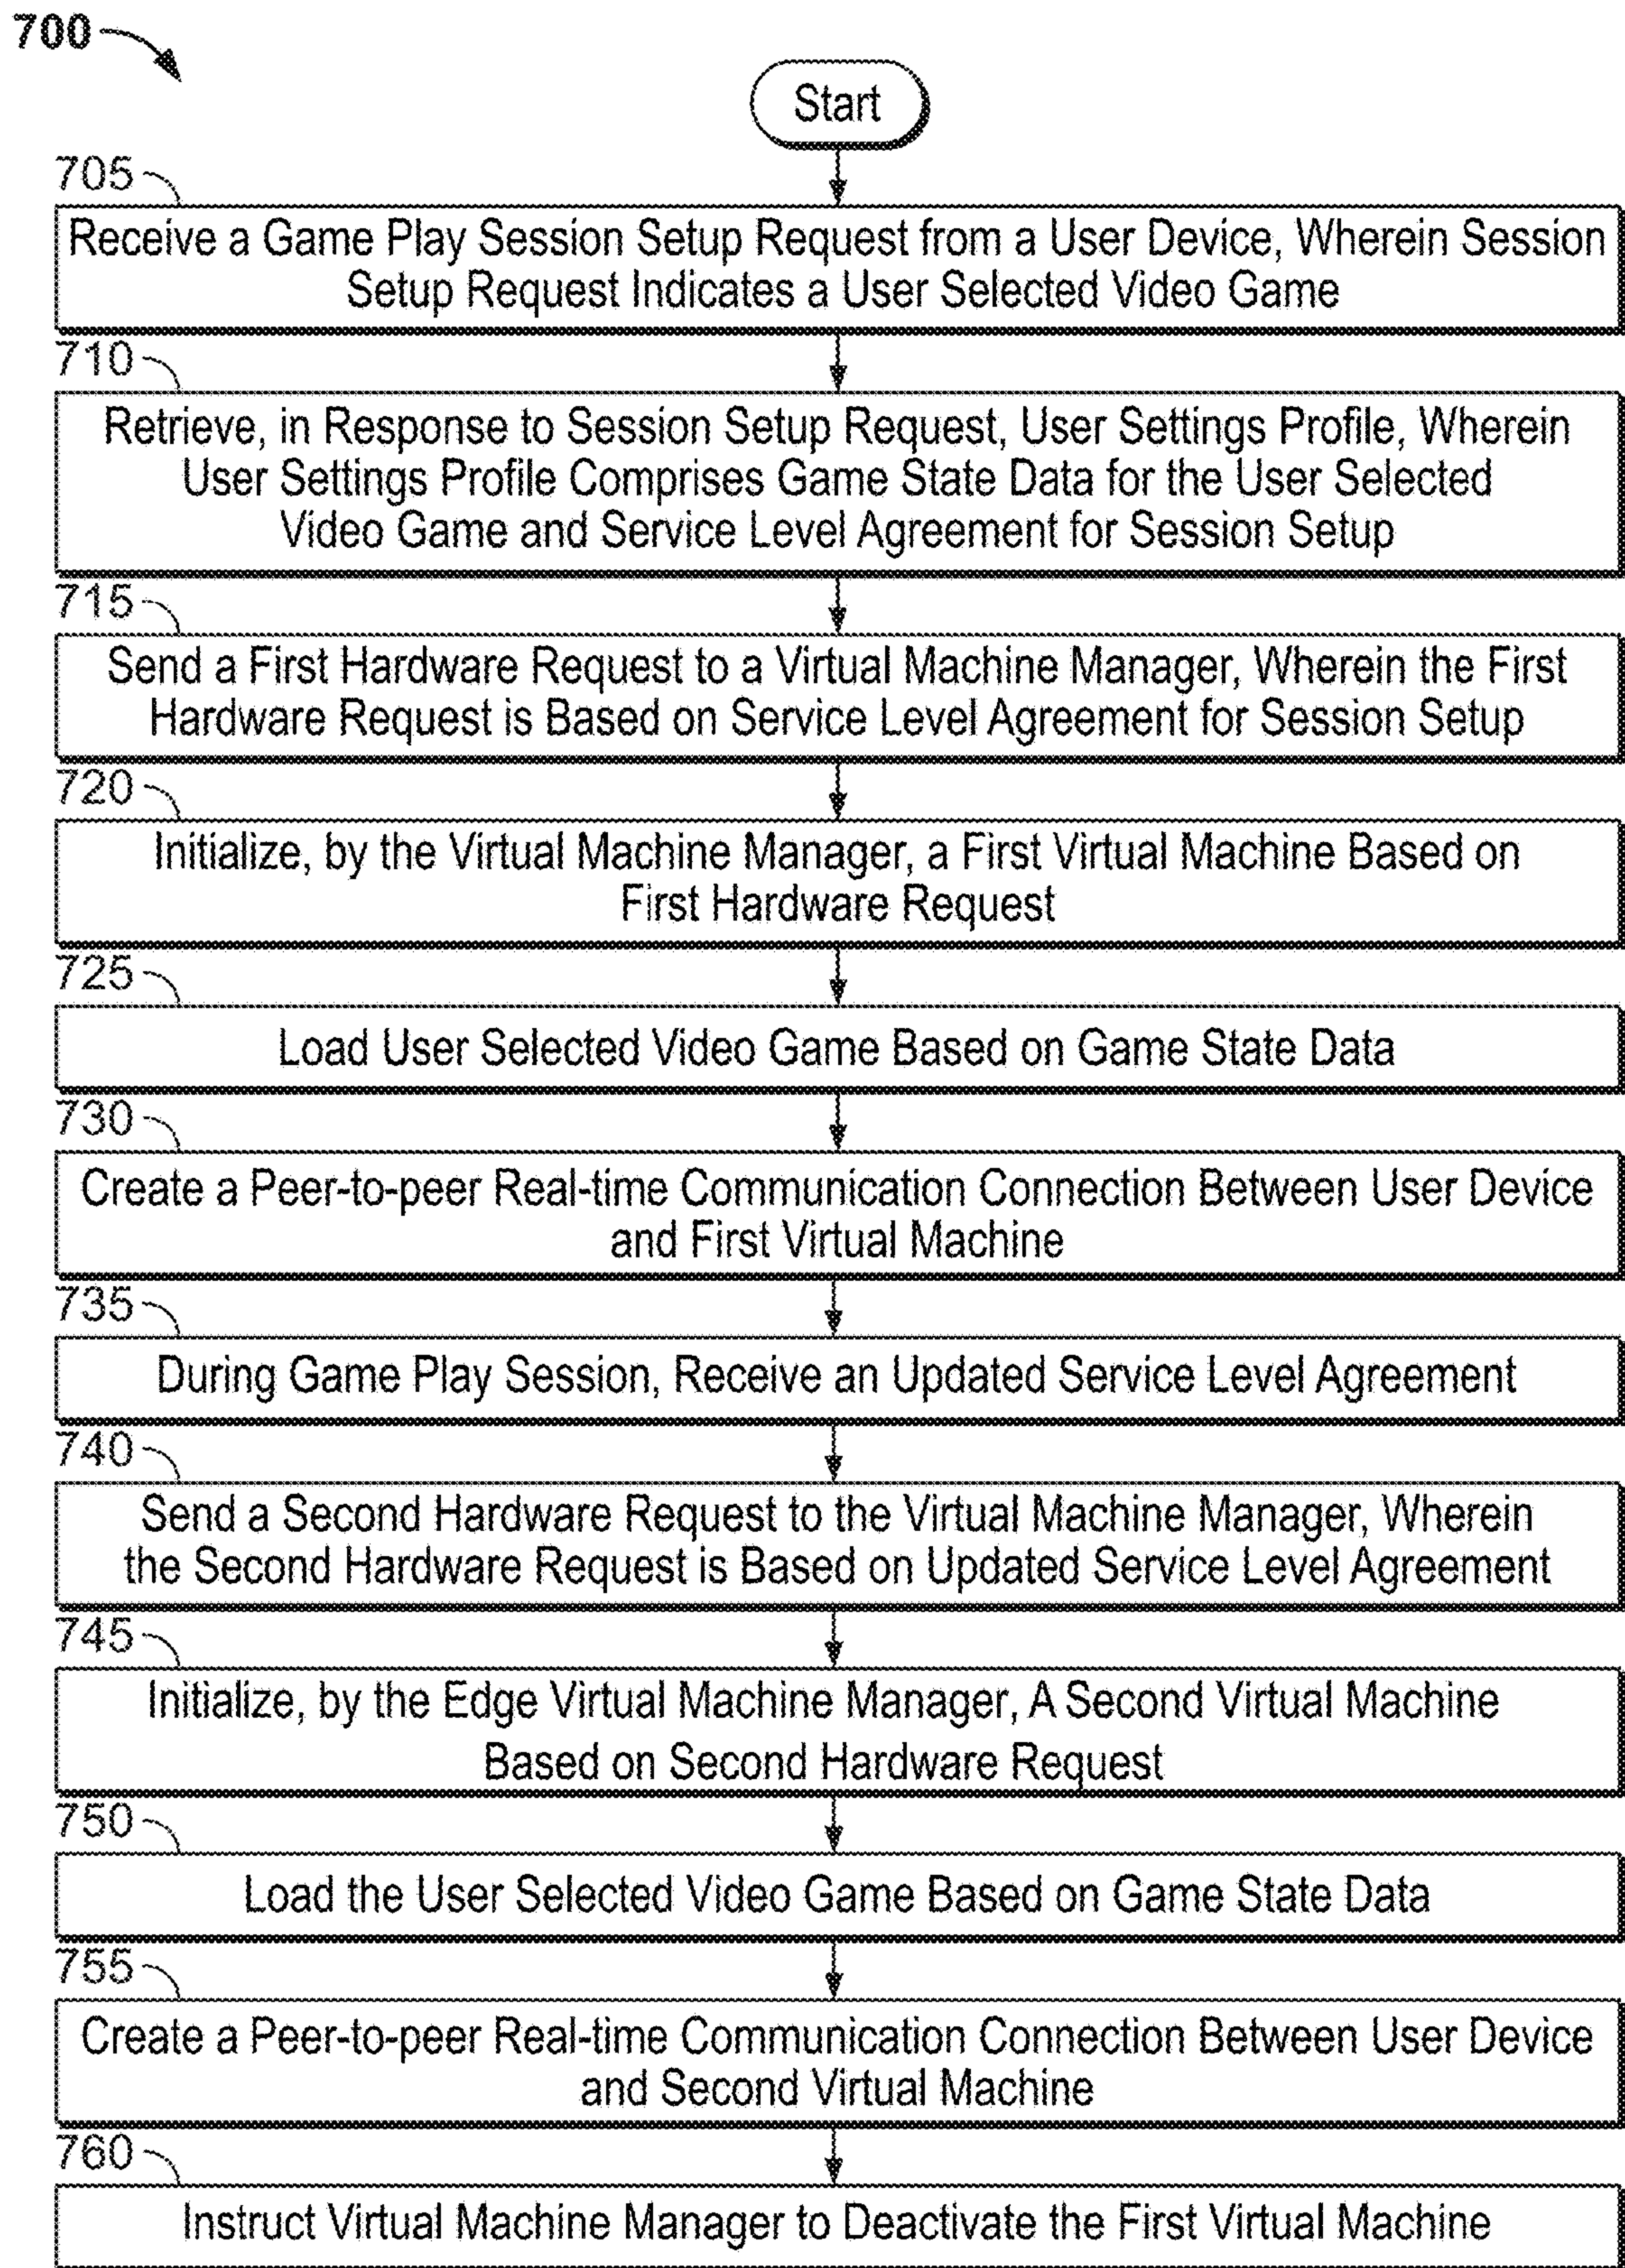 700
Start
705
Receive a Game Play Session Setup Request from a User Device, Wherein Session
Setup Request Indicates a User Selected Video Game
710
Retrieve, in Response to Session Setup Request, User Settings Profile, Wherein
User Settings Profile Comprises Game State Data for the User Selected
Video Game and Service Level Agreement for Session Setup
715
Send a First Hardware Request to a Virtual Machine Manager, Wherein the First
Hardware Request is Based on Service Level Agreement for Session Setup
720
Initialize, by the Virtual Machine Manager, a First Virtual Machine Based on
First Hardware Request
725
Load User Selected Video Game Based on Game State Data
730
Create a Peer-to-peer Real-time Communication Connection Between User Device
and First Virtual Machine
735
During Game Play Session, Receive an Updated Service Level Agreement
740
Send a Second Hardware Request to the Virtual Machine Manager, Wherein
the Second Hardware Request is Based on Updated Service Level Agreement
745
Initialize, by the Edge Virtual Machine Manager, A Second Virtual Machine
Based on Second Hardware Request
750
Load the User Selected Video Game Based on Game State Data
755
Create a Peer-to-peer Real-time Communication Connection Between User Device
and Second Virtual Machine
760
Instruct Virtual Machine Manager to Deactivate the First Virtual Machine